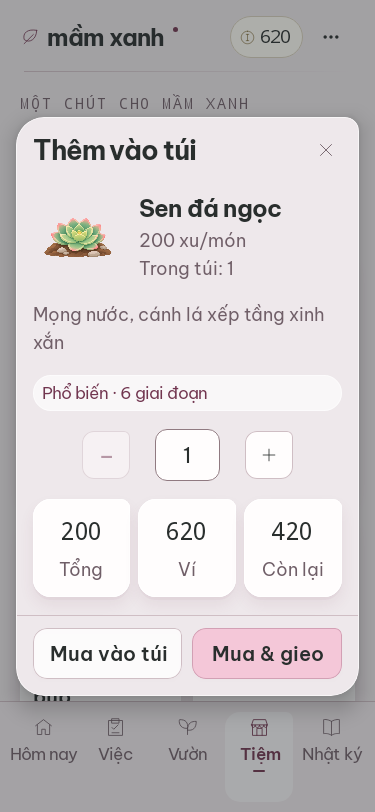 mầm xanh
620
MỘT CHÚT CHO MẦM XANH
Thêm vào túi
Sen đá ngọc
200 xu/món
Trong túi: 1
Mọng nước, cánh lá xếp tầng xinh
xắn
Phổ biến · 6 giai đoạn
1
200
Tổng
620
Ví
420
Còn lại
Mua vào túi
Mua & gieo
Hôm nay
Việc
Vườn
Tiệm
Nhật ký